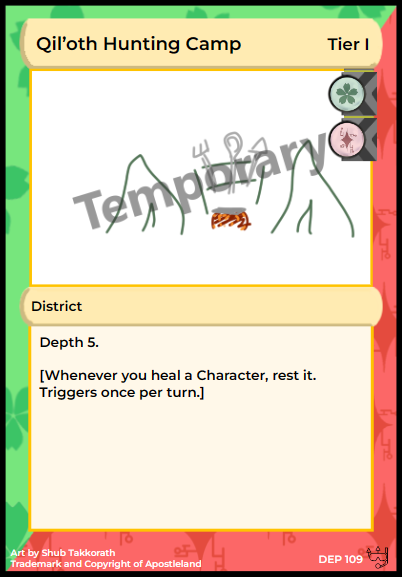 Qil’oth Hunting Camp
Tier I
Temporary
District
Depth 5.
[Whenever you heal a Character, rest it.
Triggers once per turn.]
Art by Shub Takkorath
Trademark and Copyright of Apostleland
DEP 109